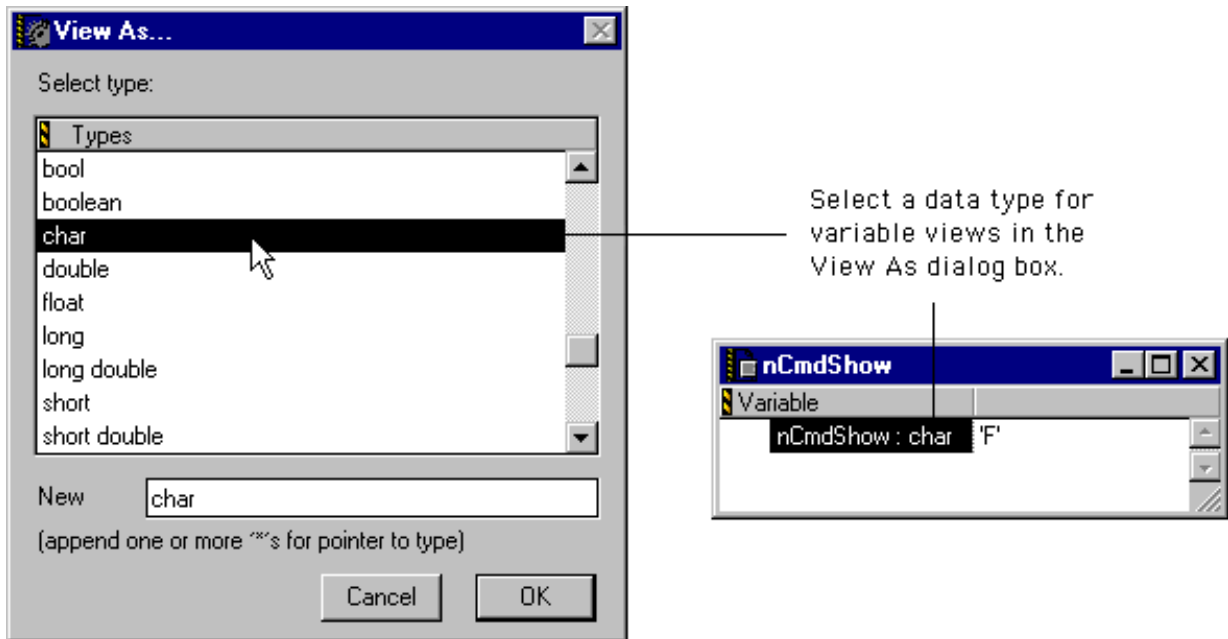 View As...
Select type:
Types
bool
boolean
char
double
float
long
long double
short
short double
New char
(append one or more '*'s for pointer to type)
Cancel OK
Select a data type for
variable views in the
View As dialog box.
nCmdShow
Variable
nCmdShow : char 'F'